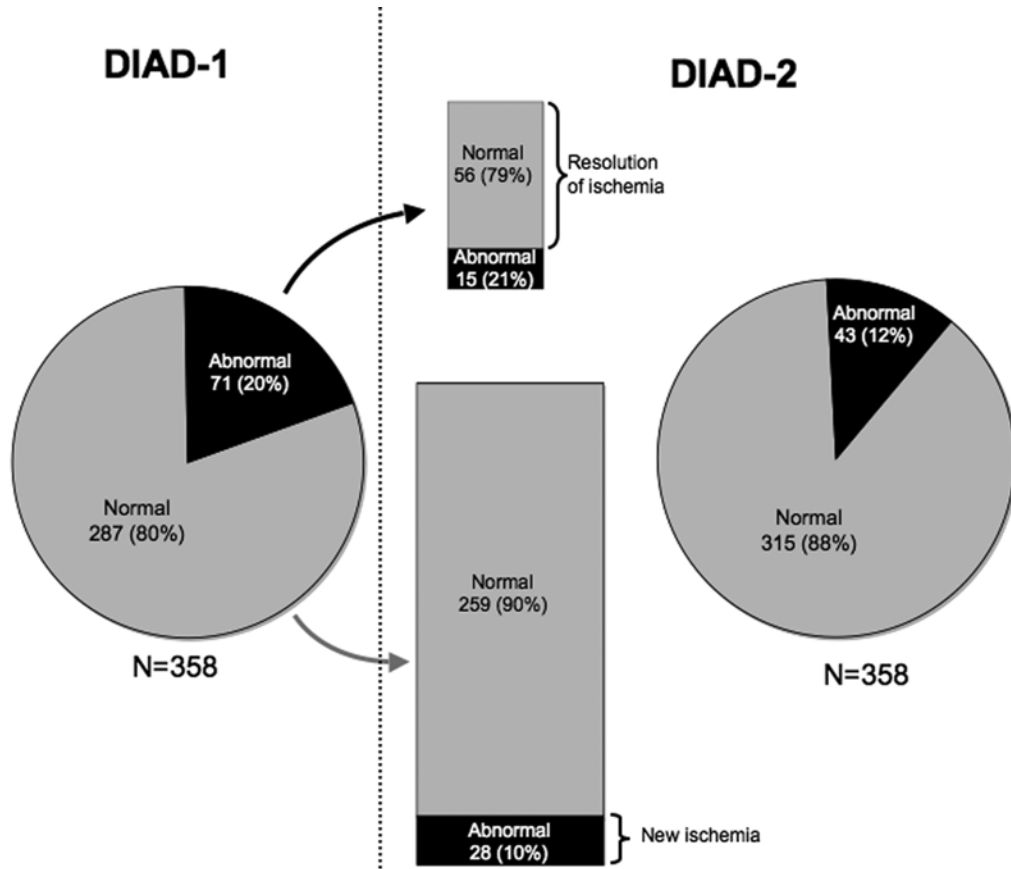 DIAD-1
DIAD-2
Normal
56 (79%)
Resolution
of ischemia
Abnormal
15 (21%)
Abnormal
71 (20%)
Normal
287 (80%)
N=358
Normal
259 (90%)
Abnormal
28 (10%)
New ischemia
Abnormal
43 (12%)
Normal
315 (88%)
N=358